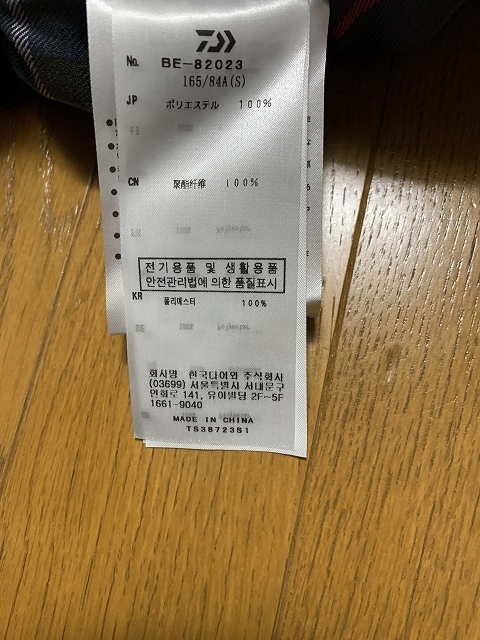 No. BE-82023
165/84A(S)
JP ポリエステル 100%
CN 聚酯纤维 100%
전기용품 및 생활용품
안전관리법에 의한 품질표시
KR 폴리에스터 100%
회사명 한국다이와 주식회사
(03699) 서울특별시 서대문구
연희로 141, 유이빌딩 2F~5F
1661-9040
MADE IN CHINA
TS38723S1